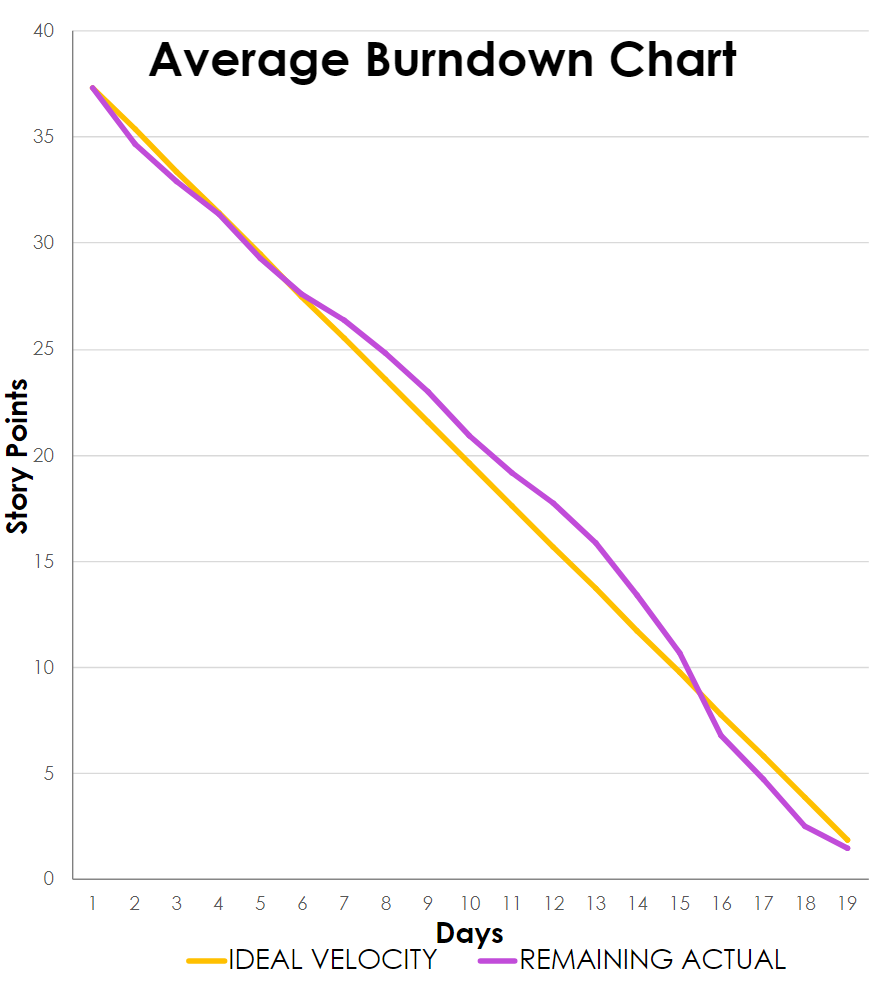 Average Burndown Chart
40
35
30
25
20
15
10
5
0
Story Points
1 2 3 4 5 6 7 8 9 10 11 12 13 14 15 16 17 18 19
Days
IDEAL VELOCITY REMAINING ACTUAL